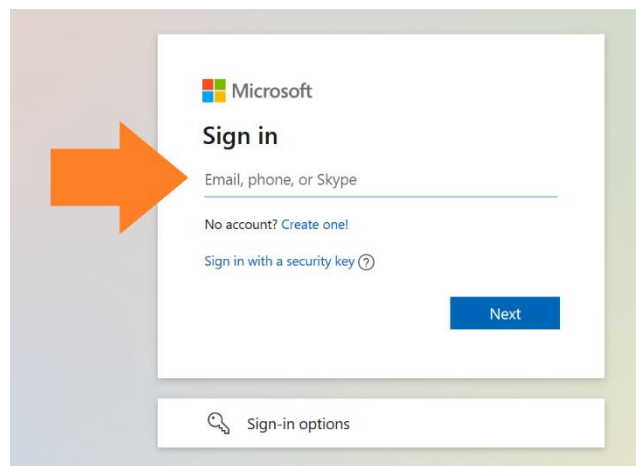 Microsoft
Sign in
Email, phone, or Skype
No account? Create one!
Sign in with a security key
Next
Sign-in options